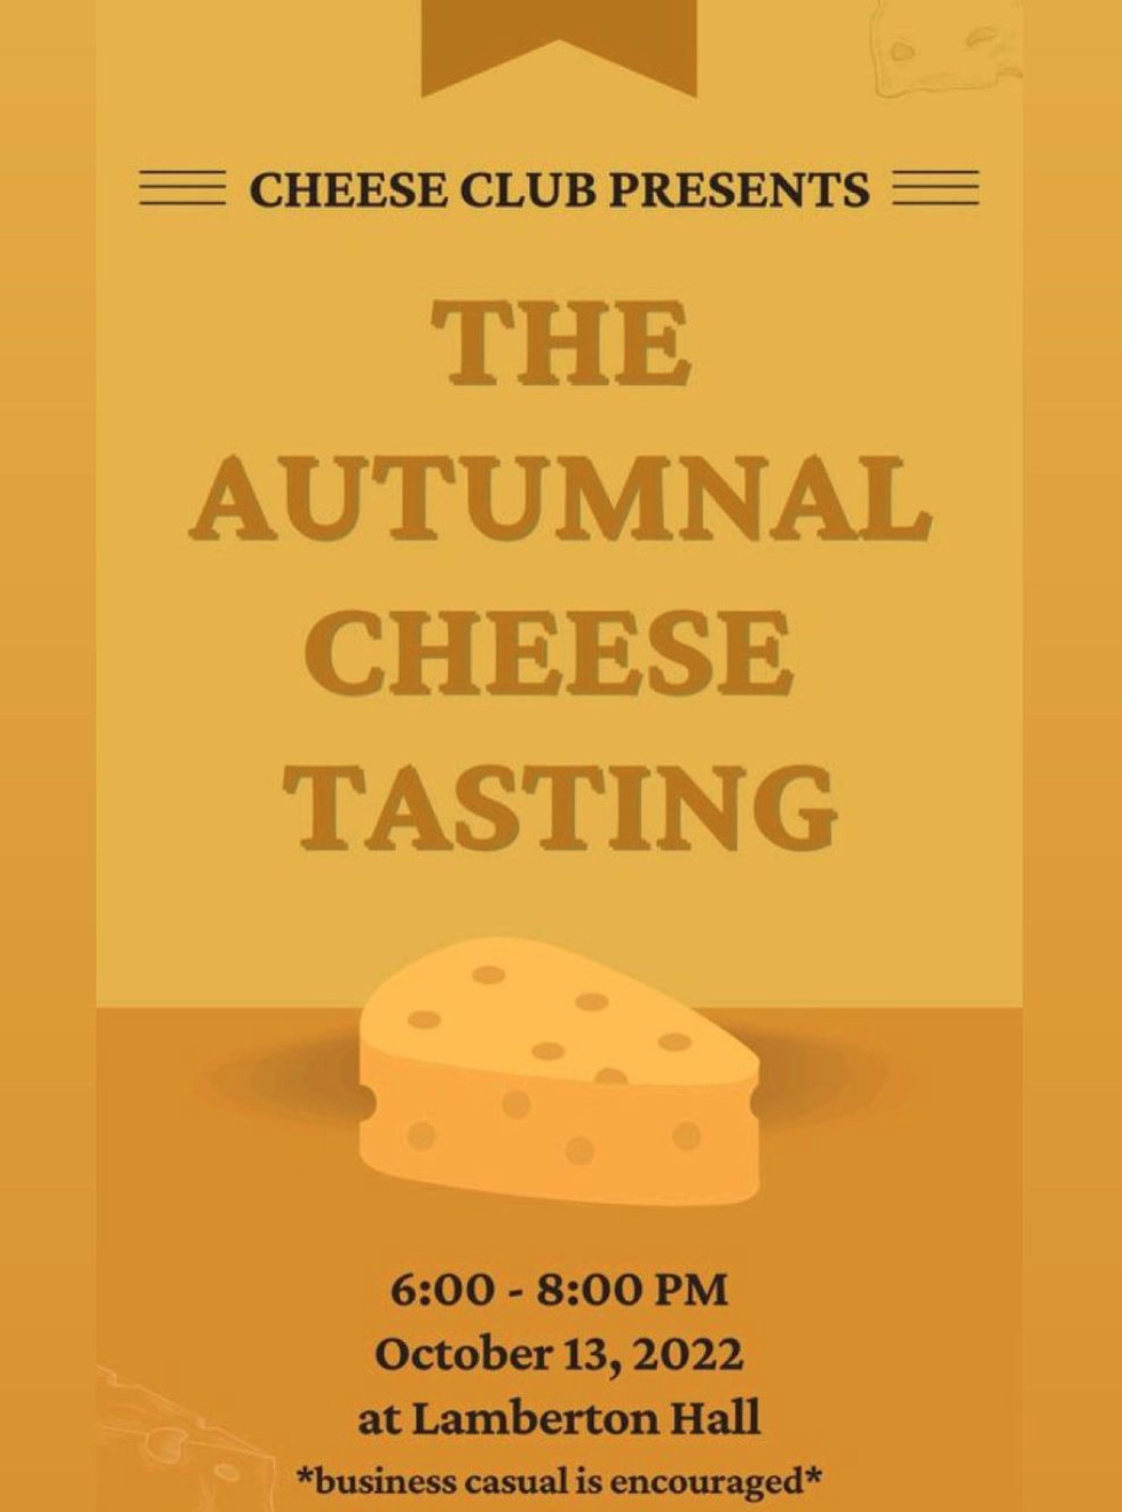 CHEESE CLUB PRESENTS
THE
AUTUMNAL
CHEESE
TASTING
6:00 - 8:00 PM
October 13, 2022
at Lamberton Hall
*business casual is encouraged*